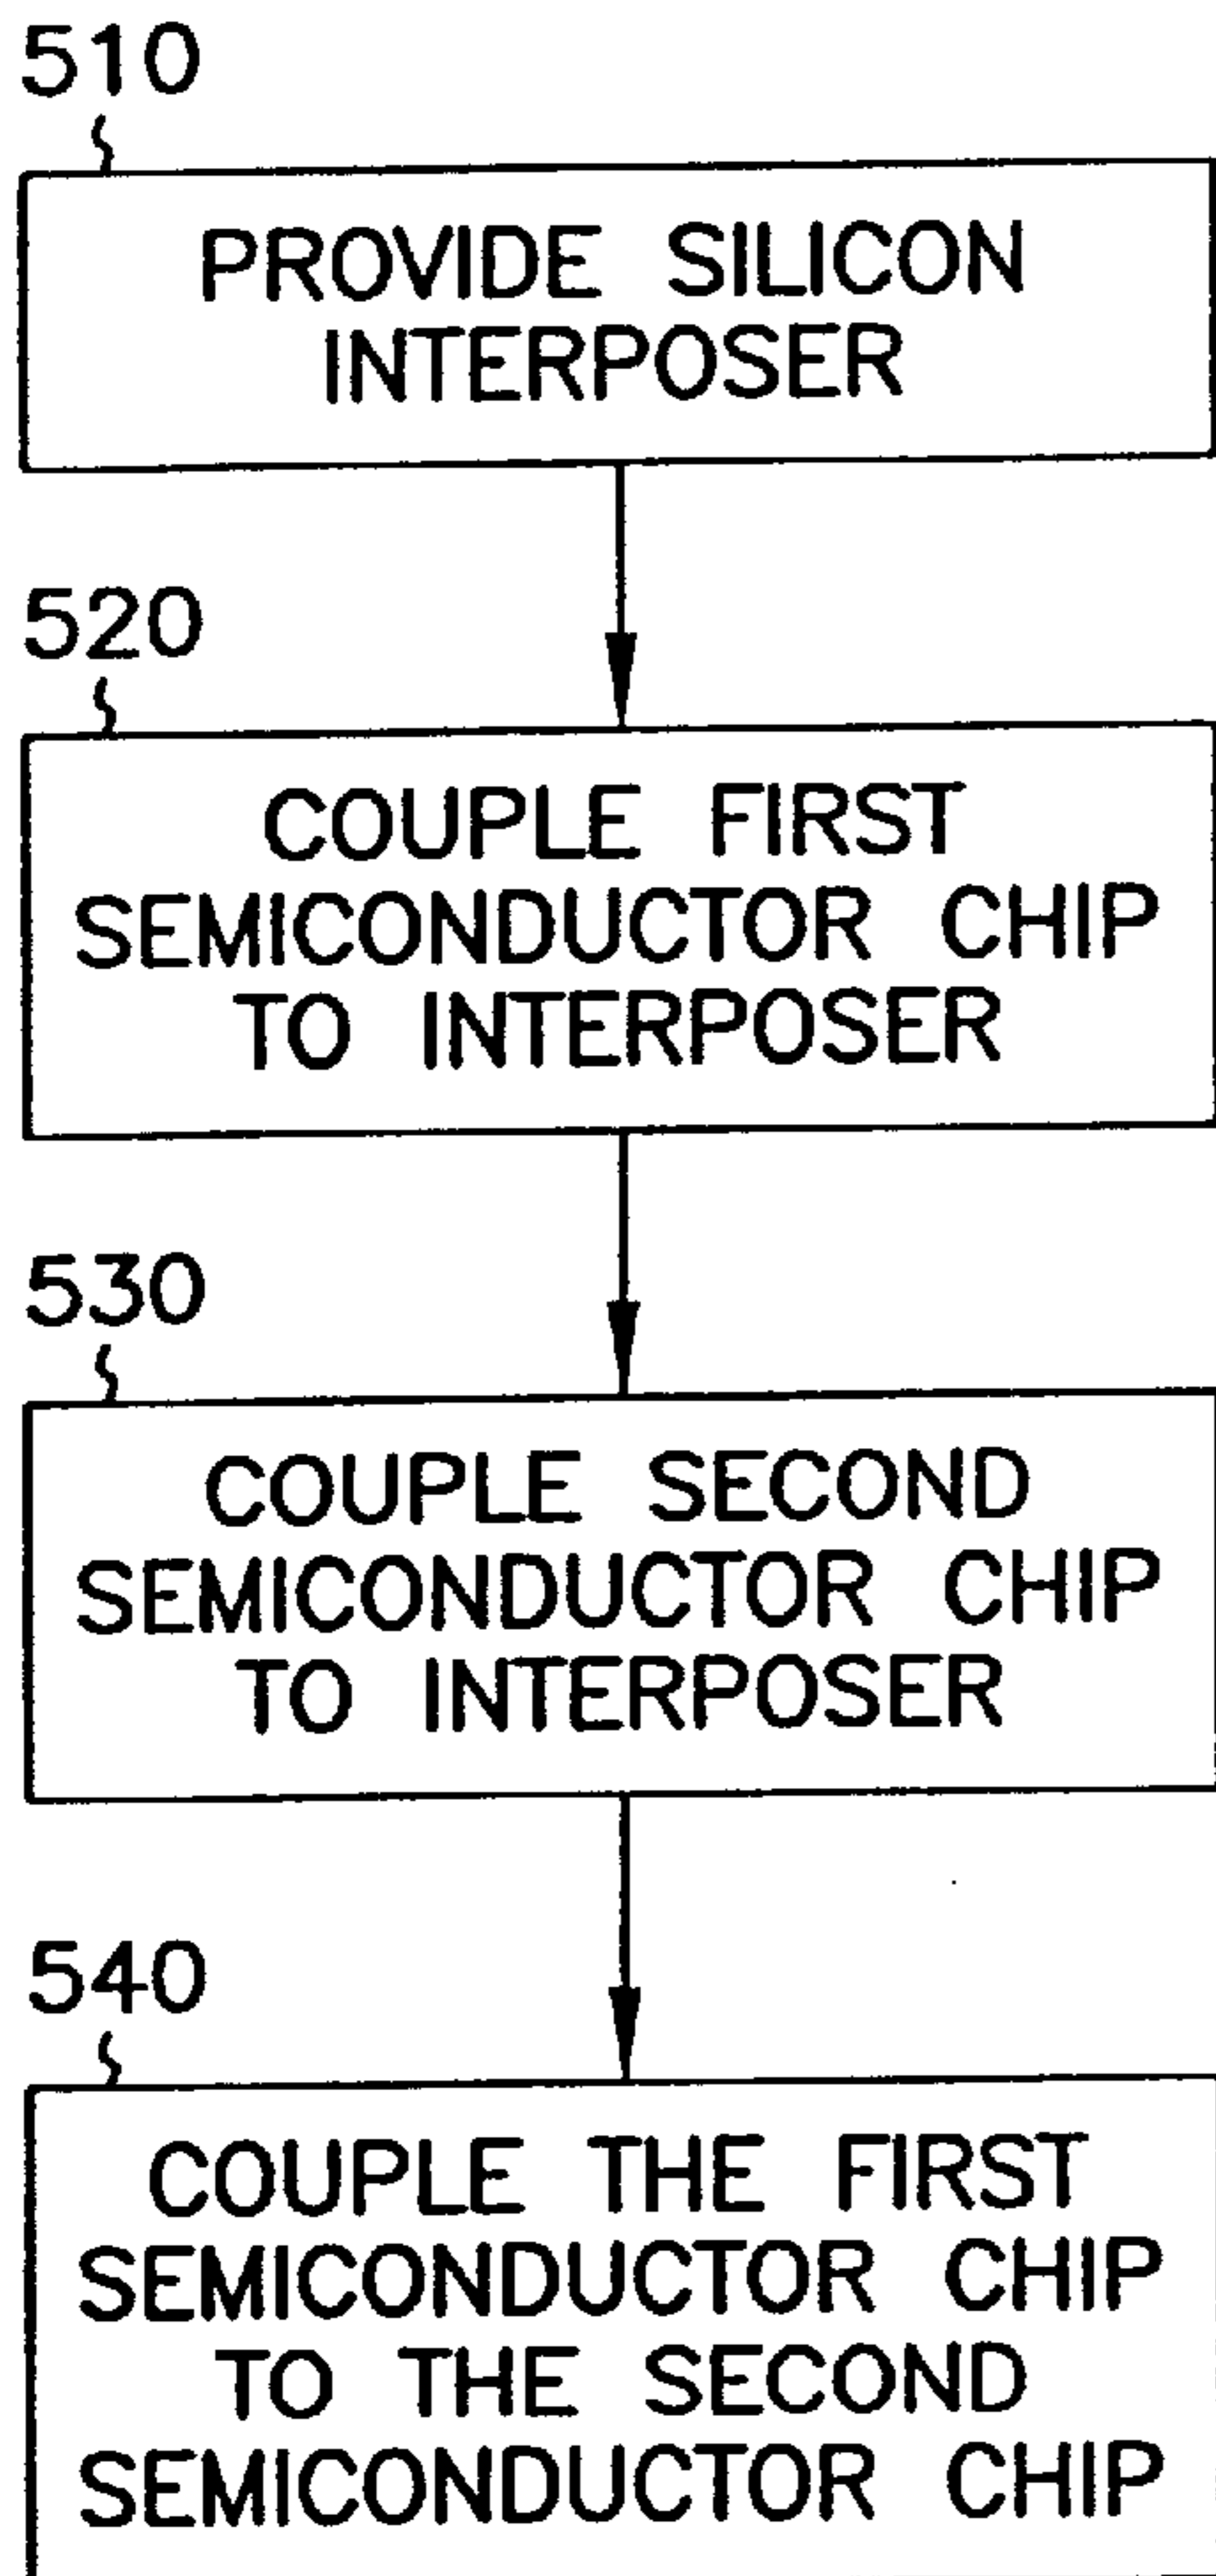 510
PROVIDE SILICON
INTERPOSER
520
COUPLE FIRST
SEMICONDUCTOR CHIP
TO INTERPOSER
530
COUPLE SECOND
SEMICONDUCTOR CHIP
TO INTERPOSER
540
COUPLE THE FIRST
SEMICONDUCTOR CHIP
TO THE SECOND
SEMICONDUCTOR CHIP